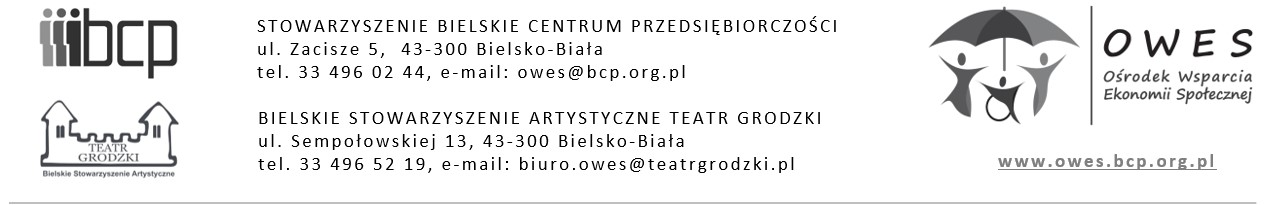 bcp
STOWARZYSZENIE BIELSKIE CENTRUM PRZEDSIĘBIORCZOŚCI
ul. Zacisze 5, 43-300 Bielsko-Biała
tel. 33 496 02 44, e-mail: owes@bcp.org.pl
TEATR
GRODZKI
Bielskie Stowarzyszenie Artystyczne
BIELSKIE STOWARZYSZENIE ARTYSTYCZNE TEATR GRODZKI
ul. Sempołowskiej 13, 43-300 Bielsko-Biała
tel. 33 496 52 19, e-mail: biuro.owes@teatrgrodzki.pl
OWES
Ośrodek Wsparcia
Ekonomii Społecznej
www.owes.bcp.org.pl